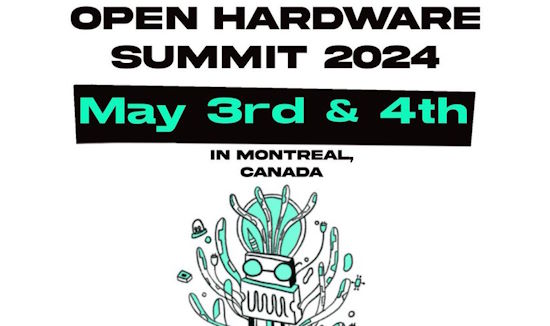 OPEN HARDWARE
SUMMIT 2024
May 3rd & 4th
IN MONTREAL,
CANADA